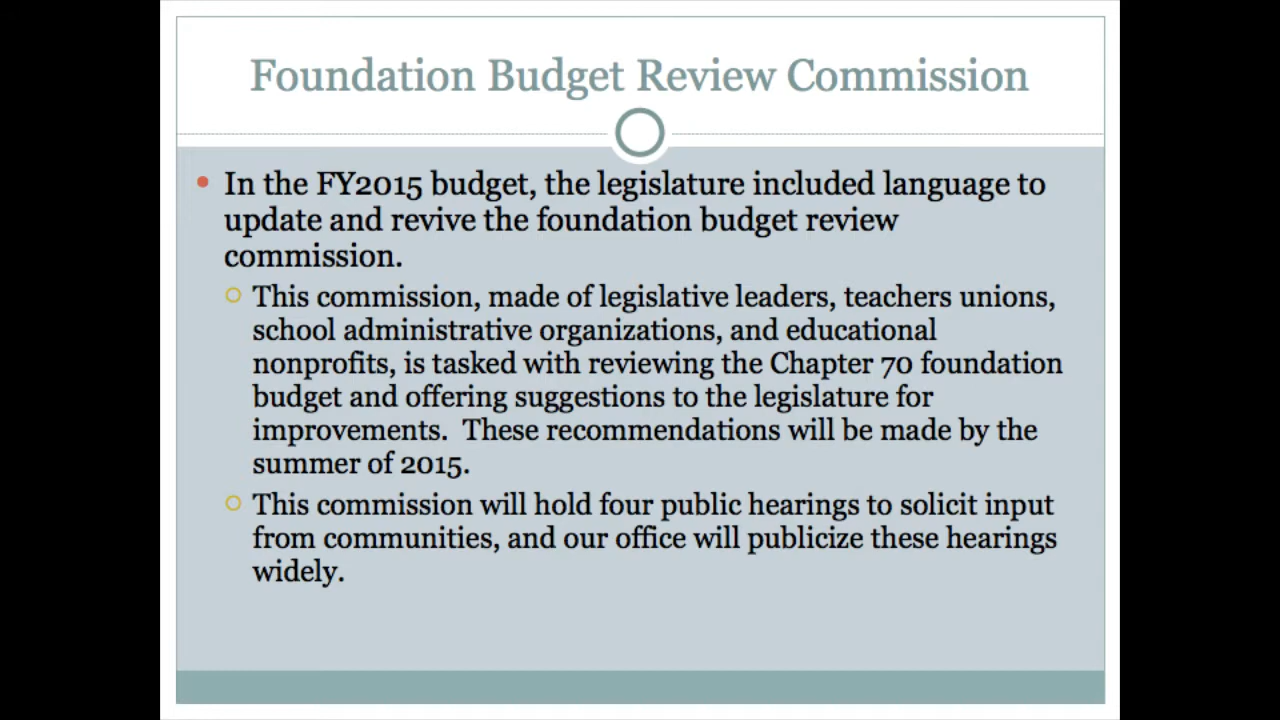 Foundation Budget Review Commission
In the FY2015 budget, the legislature included language to
update and revive the foundation budget review
commission.
This commission, made of legislative leaders, teachers unions,
school administrative organizations, and educational
nonprofits, is tasked with reviewing the Chapter 70 foundation
budget and offering suggestions to the legislature for
improvements.  These recommendations will be made by the
summer of 2015.
This commission will hold four public hearings to solicit input
from communities, and our office will publicize these hearings
widely.